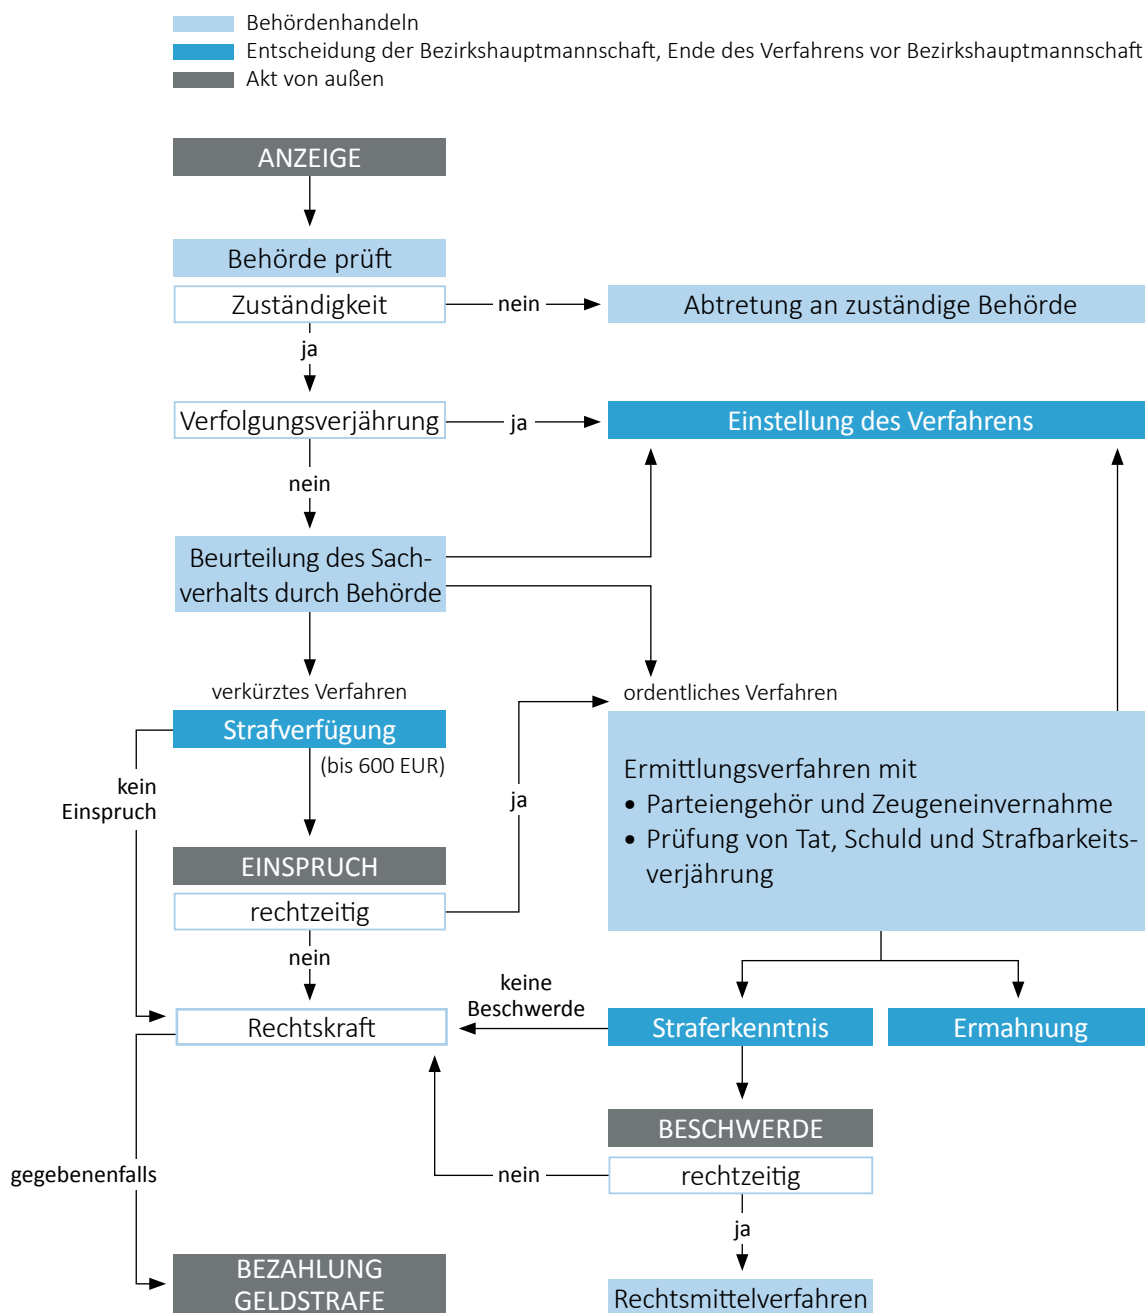 Behördenhandeln
Entscheidung der Bezirkshauptmannschaft, Ende des Verfahrens vor Bezirkshauptmannschaft
Akt von außen
ANZEIGE
Behörde prüft
Zuständigkeit
nein
Abtretung an zuständige Behörde
ja
Verfolgungsverjährung
ja
Einstellung des Verfahrens
nein
Beurteilung des Sach-
verhalts durch Behörde
verkürztes Verfahren
ordentliches Verfahren
Strafverfügung
(bis 600 EUR)
kein
Einspruch
ja
Ermittlungsverfahren mit
• Parteiengehör und Zeugeneinvernahme
• Prüfung von Tat, Schuld und Strafbarkeits-
verjährung
EINSPRUCH
rechtzeitig
nein
keine
Beschwerde
Rechtskraft
Straferkenntnis
Ermahnung
BESCHWERDE
rechtzeitig
nein
gegebenenfalls
ja
BEZAHLUNG
GELDSTRAFE
Rechtsmittelverfahren